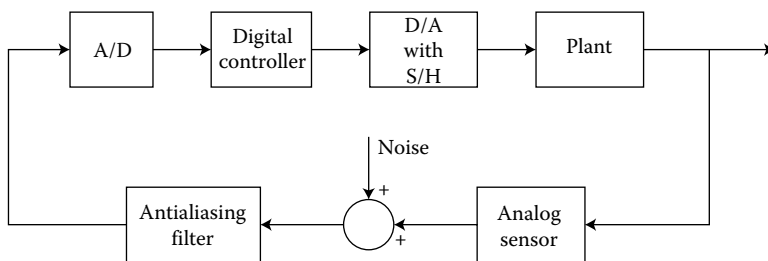 A/D
Digital
controller
D/A
with
S/H
Plant
Noise
+
+
Antialiasing
filter
Analog
sensor